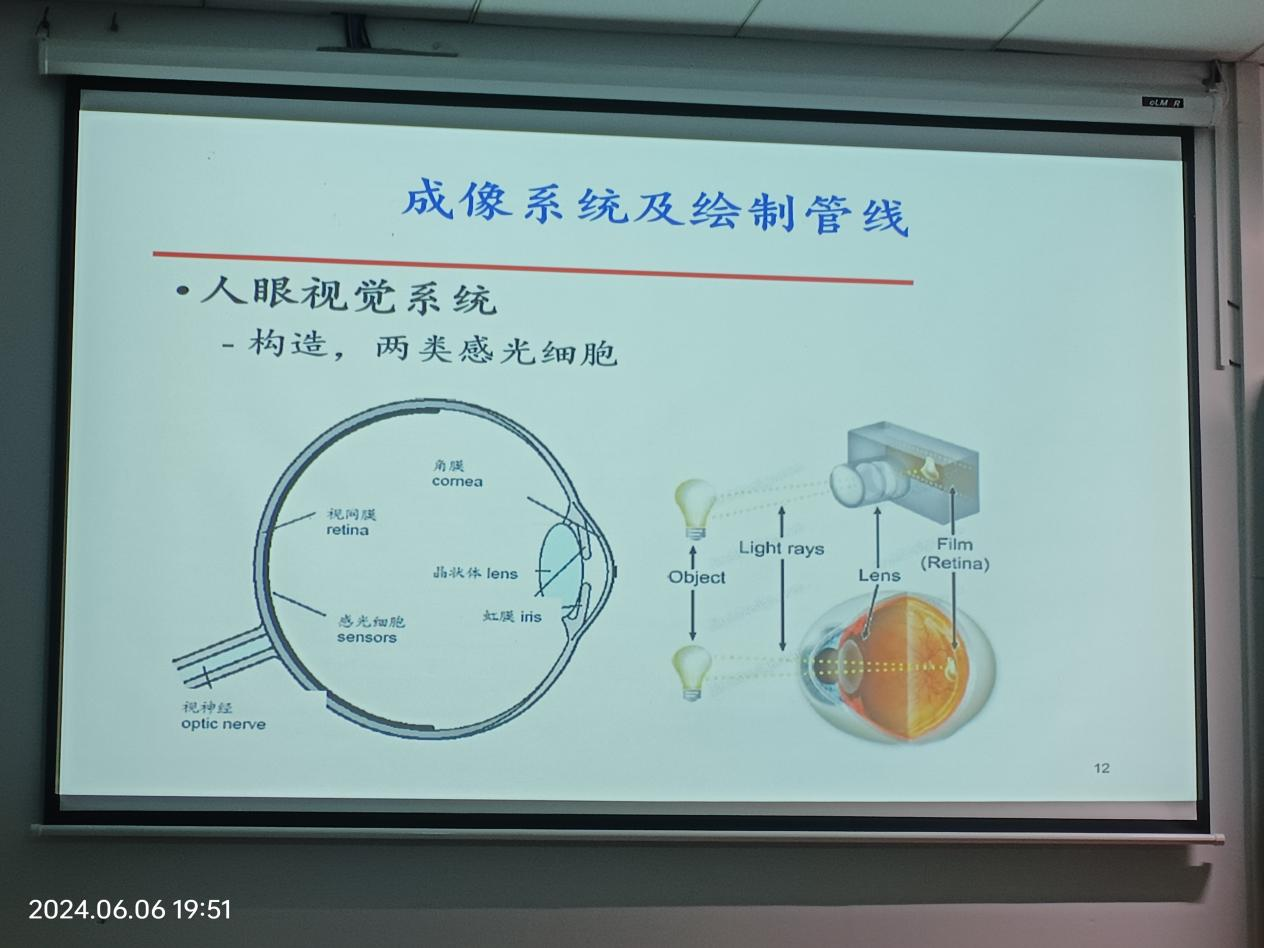 成像系统及绘制管线
• 人眼视觉系统
- 构造，两类感光细胞
角膜
cornea
视网膜
retina
晶状体 lens
虹膜 iris
感光细胞
sensors
视神经
optic nerve
Object
Light rays
Lens
Film
(Retina)
12
2024.06.06 19:51